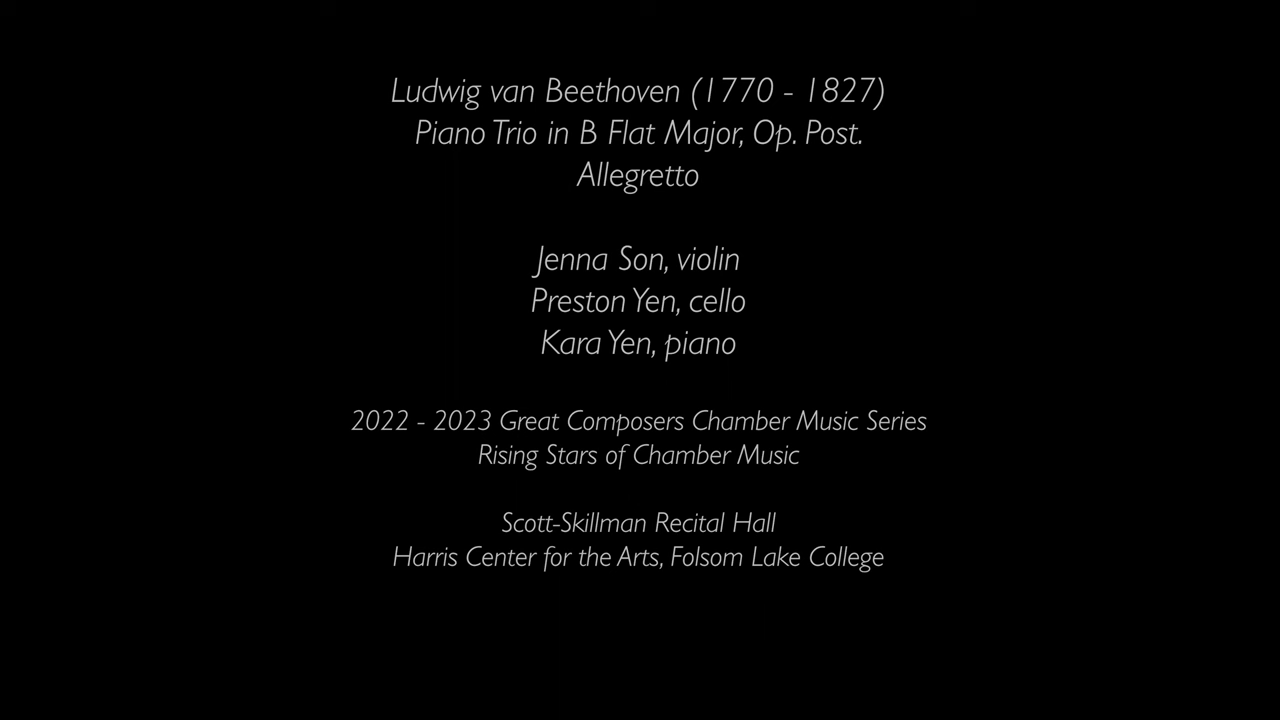 Ludwig van Beethoven (1770 - 1827)
Piano Trio in B Flat Major, Op. Post.
Allegretto
Jenna Son, violin
Preston Yen, cello
Kara Yen, piano
2022 - 2023 Great Composers Chamber Music Series
Rising Stars of Chamber Music
Scott-Skillman Recital Hall
Harris Center for the Arts, Folsom Lake College